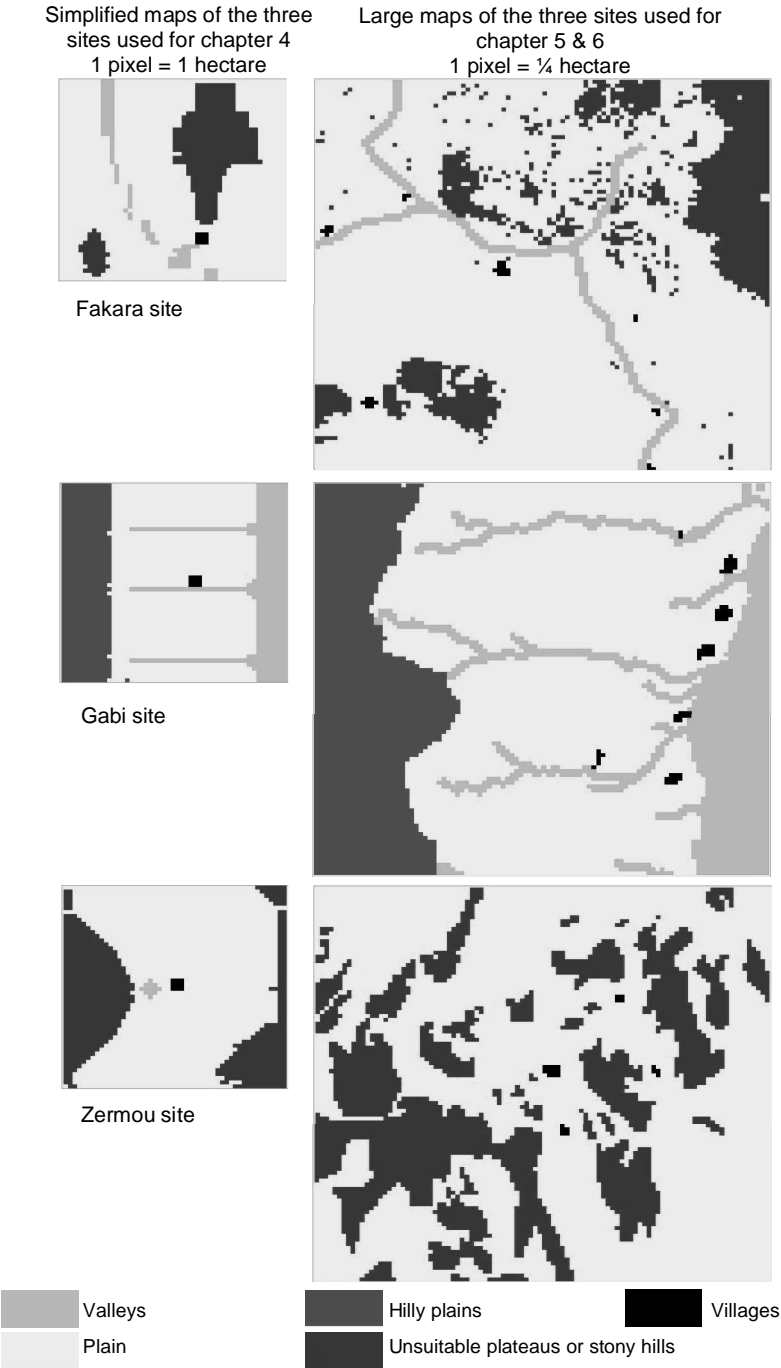 Simplified maps of the three
sites used for chapter 4
1 pixel = 1 hectare
Large maps of the three sites used for
chapter 5 & 6
1 pixel = ¼ hectare
Fakara site
Gabi site
Zermou site
Valleys
Hilly plains
Villages
Plain
Unsuitable plateaus or stony hills